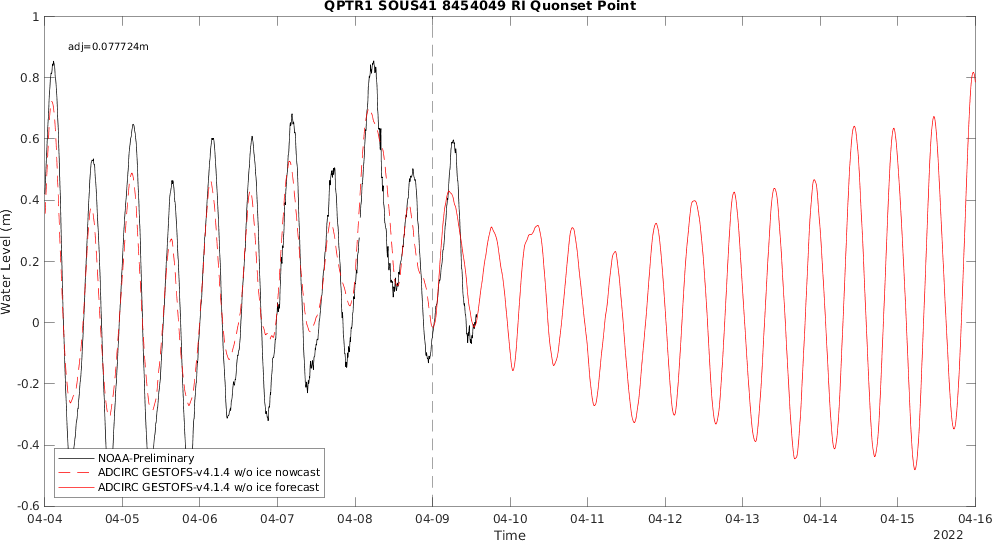 QPTR1 SOUS41 8454049 RI Quonset Point
adj=0.077724m
Water Level (m)
1
0.8
0.6
0.4
0.2
0
-0.2
-0.4
-0.6
NOAA-Preliminary
ADCIRC GESTOFS-v4.1.4 w/o ice nowcast
ADCIRC GESTOFS-v4.1.4 w/o ice forecast
04-04 04-05 04-06 04-07 04-08 04-09 04-10 04-11 04-12 04-13 04-14 04-15 04-16
Time
2022